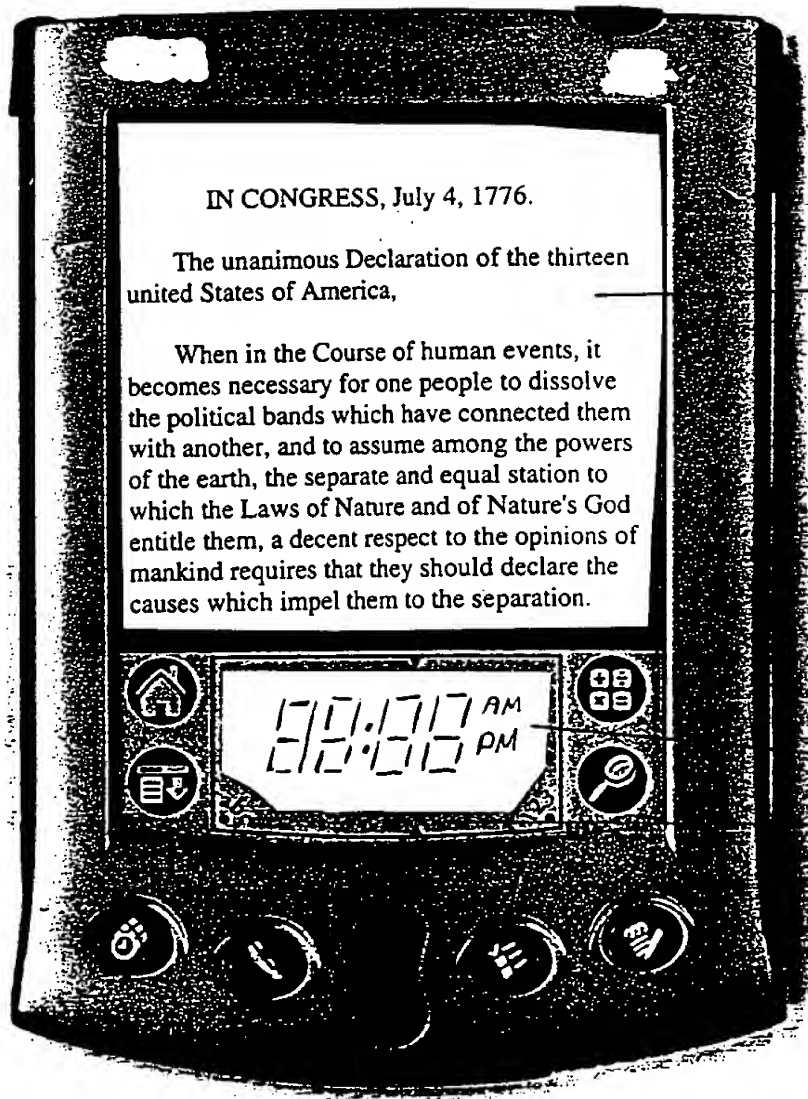 IN CONGRESS, July 4, 1776.
The unanimous Declaration of the thirteen
united States of America,
When in the Course of human events, it
becomes necessary for one people to dissolve
the political bands which have connected them
with another, and to assume among the powers
of the earth, the separate and equal station to
which the Laws of Nature and of Nature's God
entitle them, a decent respect to the opinions of
mankind requires that they should declare the
causes which impel them to the separation.
AM
PM